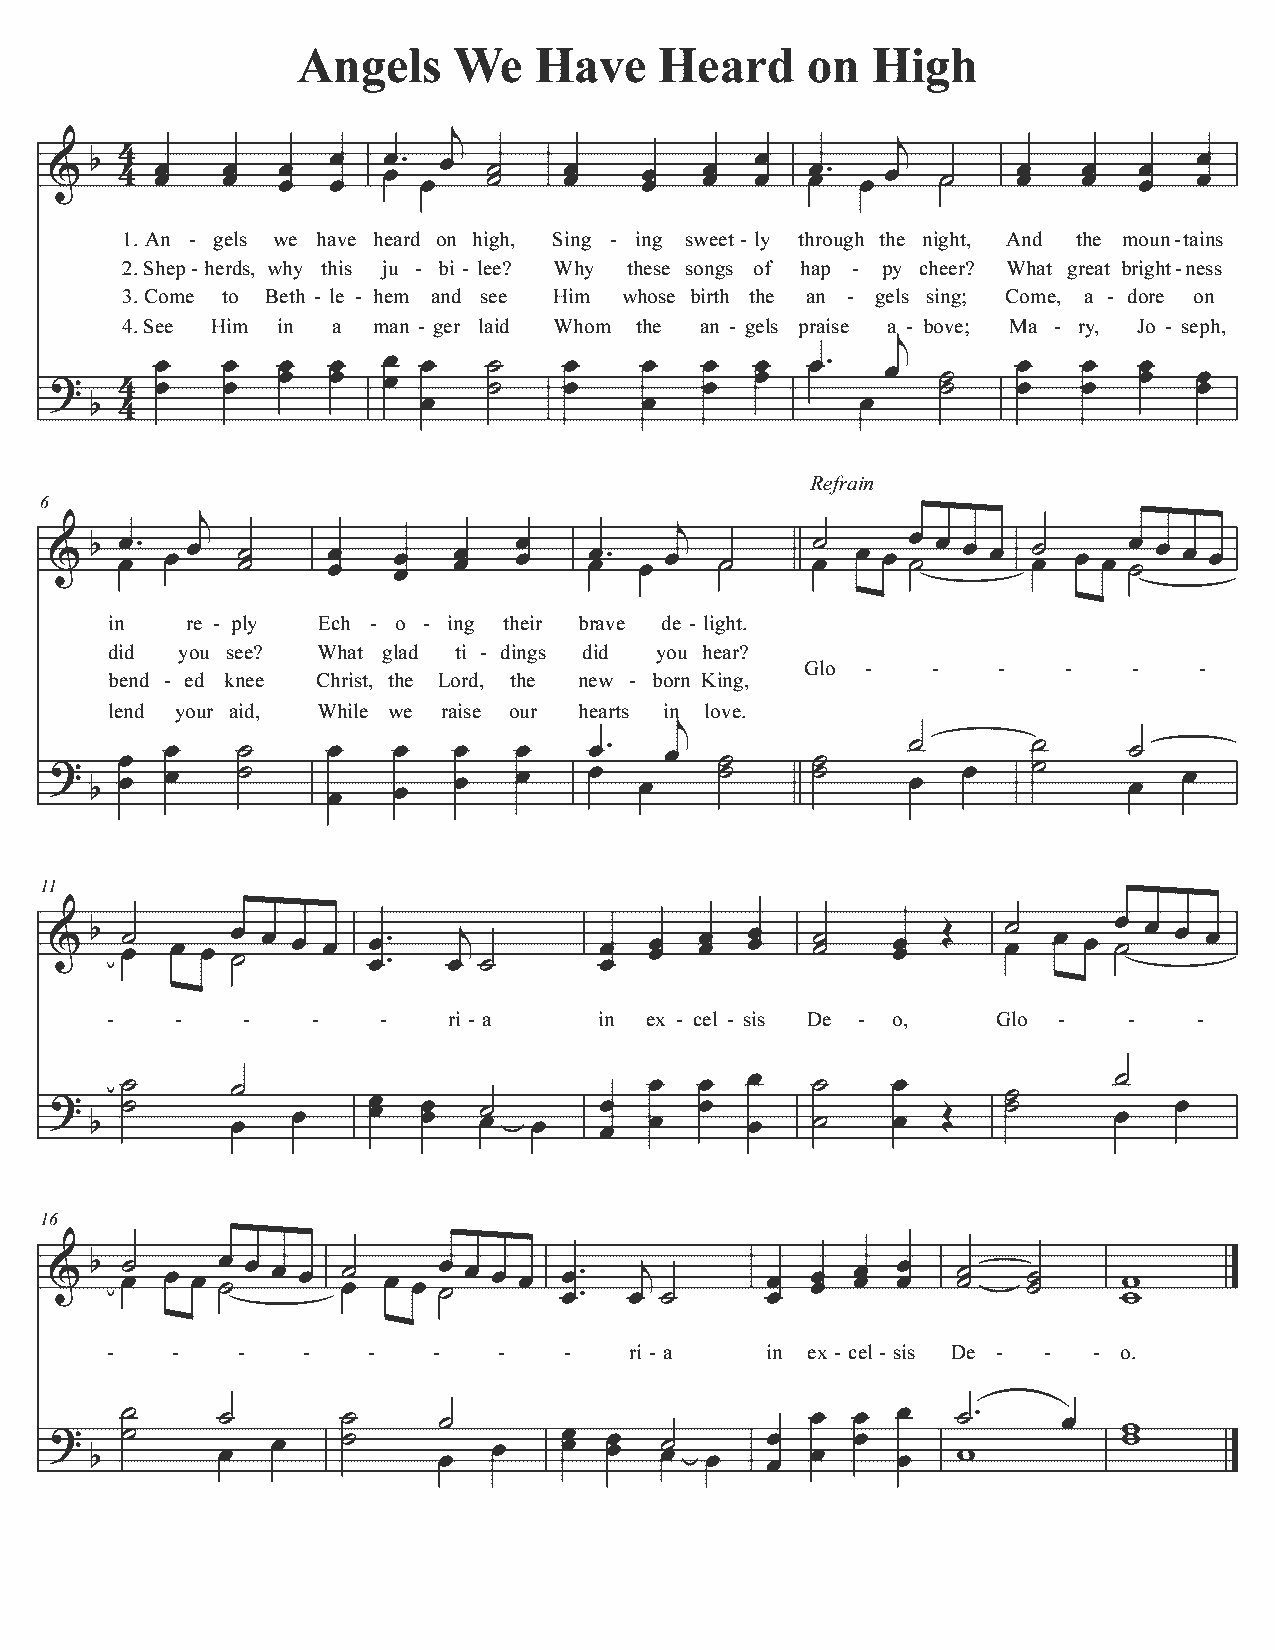 Angels We Have Heard on High
1. An - gels we have heard on high, Sing - ing sweet - ly through the night, And the moun - tains
2. Shep - herds, why this ju - bi - lee? Why these songs of hap - py cheer? What great bright - ness
3. Come to Beth - le - hem and see Him whose birth the an - gels sing; Come, a - dore on
4. See Him in a man - ger laid Whom the an - gels praise a - bove; Ma - ry, Jo - seph,
Refrain
6
in re - ply Ech - o - ing their brave de - light.
did you see? What glad ti - dings did you hear?
Glo - - - - - -
bend - ed knee Christ, the Lord, the new - born King,
lend your aid, While we raise our hearts in love.
11
- - - - - ri - a in ex - cel - sis De - o, Glo - - -
16
- - - - - - - - ri - a in ex - cel - sis De - - - o.